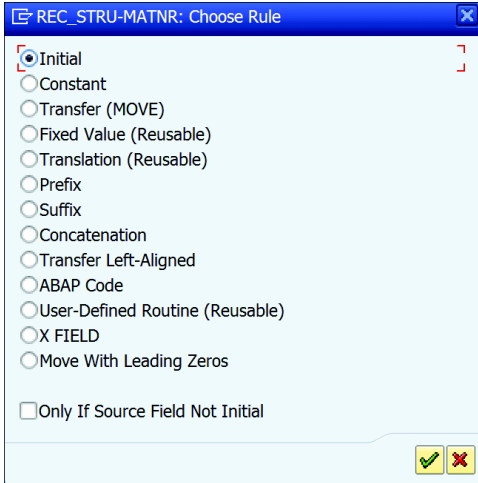 REC_STRU-MATNR: Choose Rule
Initial
Constant
Transfer (MOVE)
Fixed Value (Reusable)
Translation (Reusable)
Prefix
Suffix
Concatenation
Transfer Left-Aligned
ABAP Code
User-Defined Routine (Reusable)
X FIELD
Move With Leading Zeros
Only If Source Field Not Initial